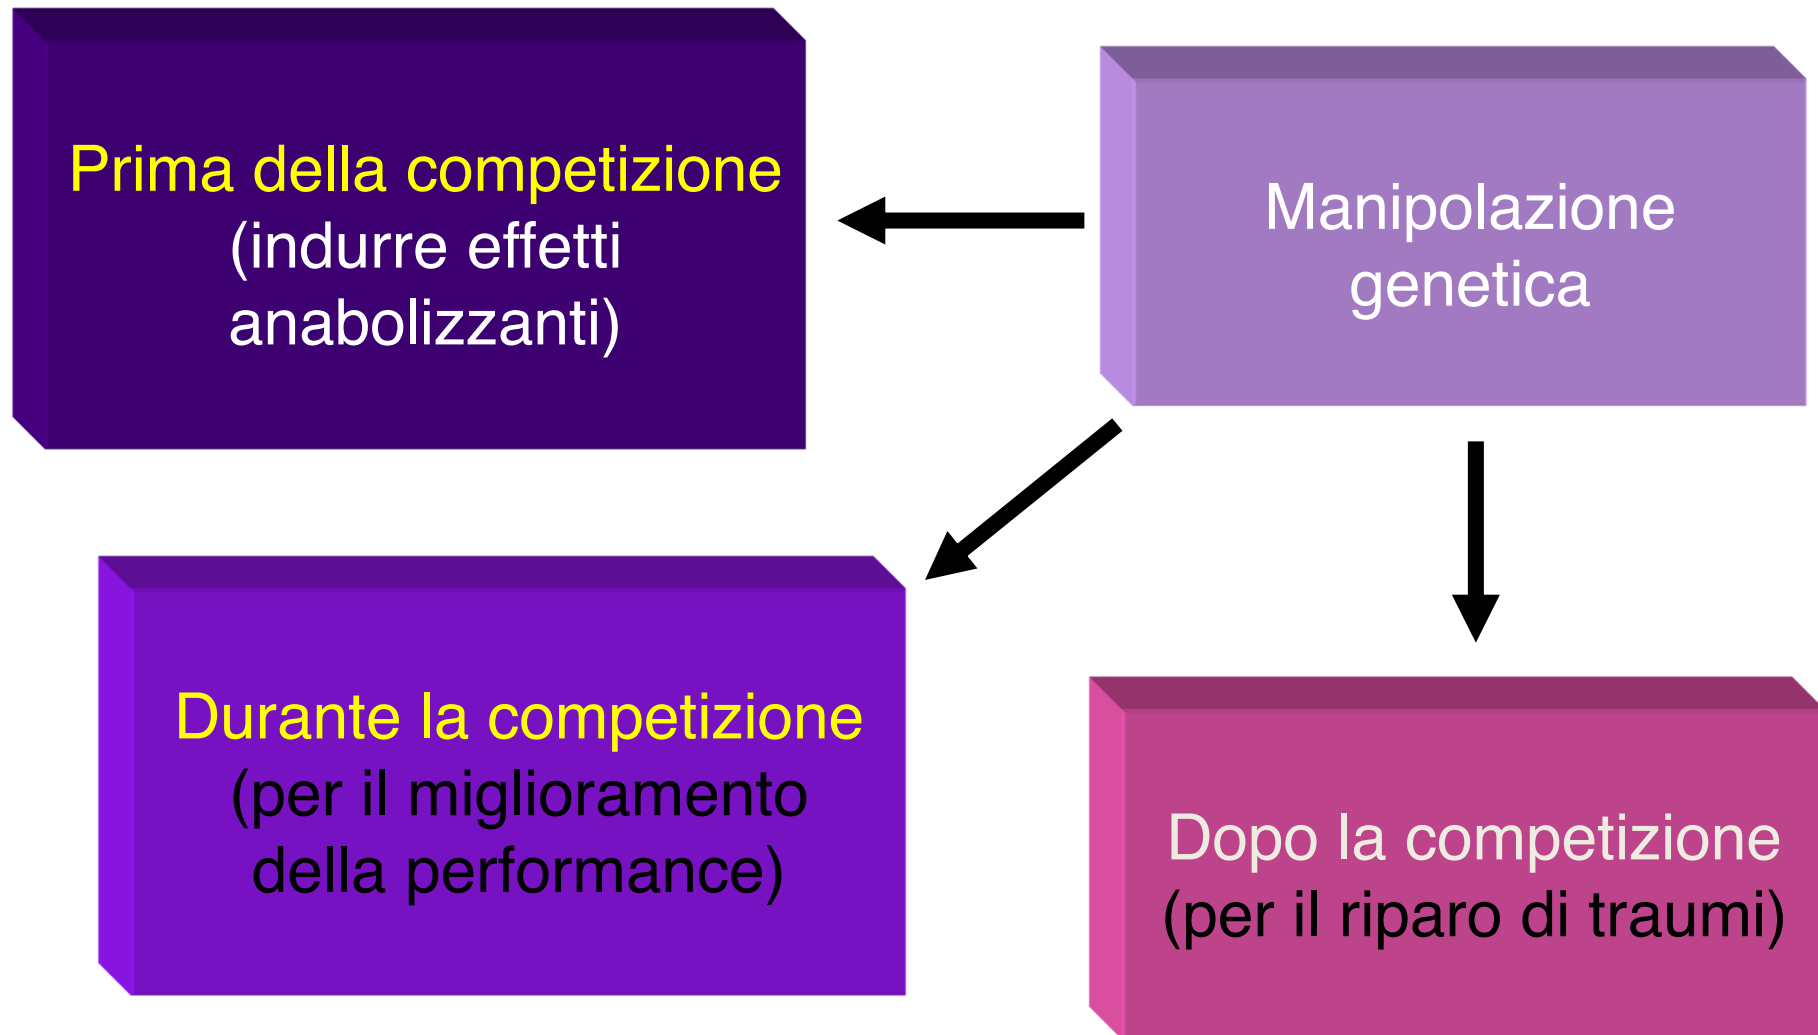 Prima della competizione
(indurre effetti
anabolizzanti)
Manipolazione
genetica
Durante la competizione
(per il miglioramento
della performance)
Dopo la competizione
(per il riparo di traumi)